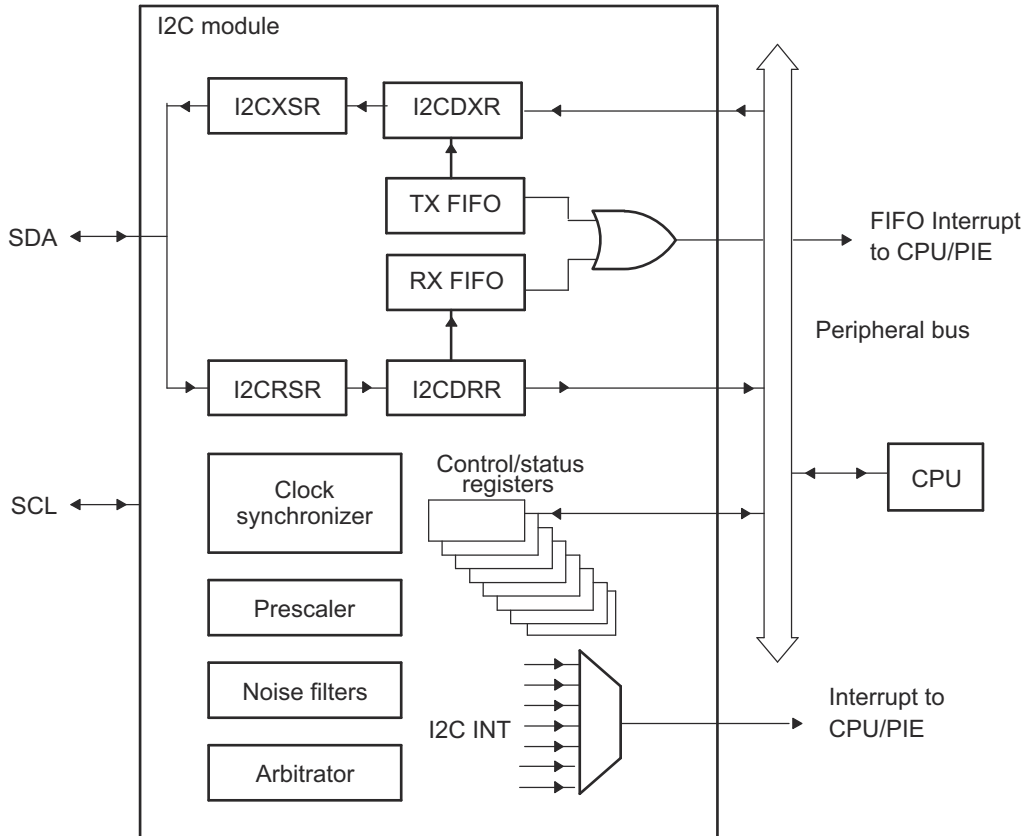 I2C module
I2CXSR
I2CDXR
TX FIFO
SDA
FIFO Interrupt
to CPU/PIE
RX FIFO
Peripheral bus
I2CRSR
I2CDRR
Control/status
registers
CPU
SCL
Clock
synchronizer
Prescaler
Noise filters
I2C INT
Interrupt to
CPU/PIE
Arbitrator